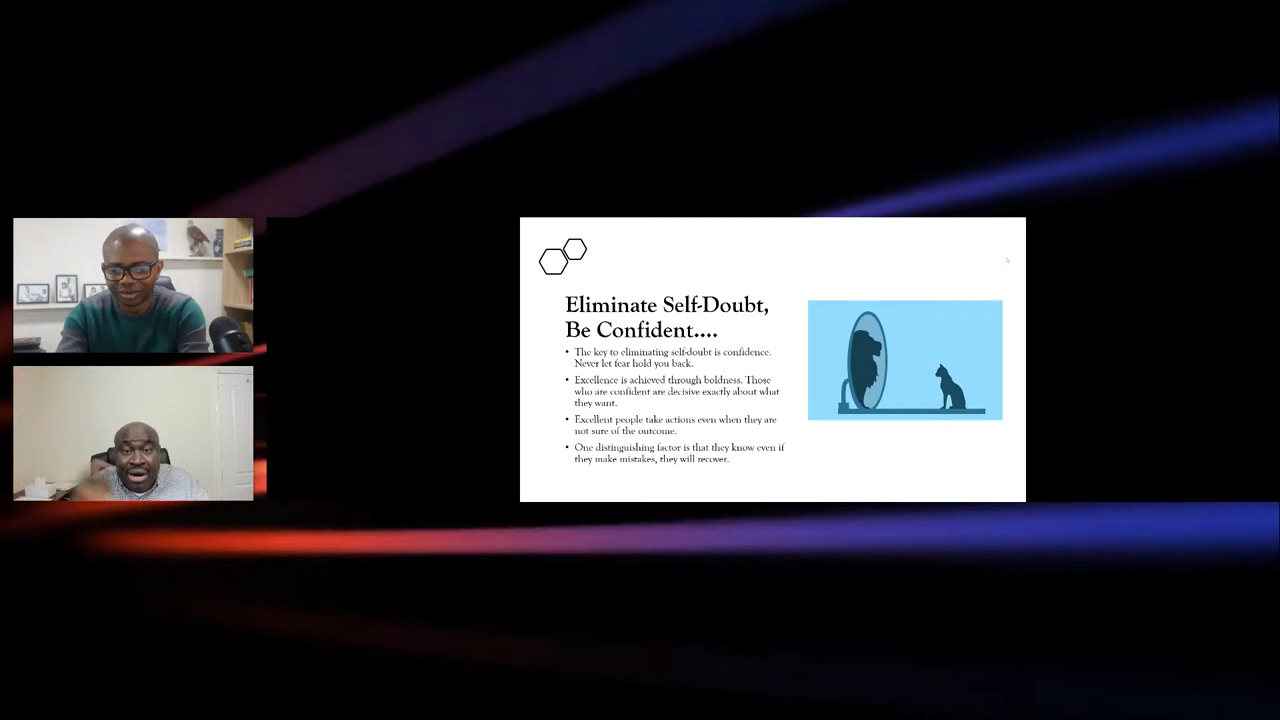 Eliminate Self-Doubt,
Be Confident....
• The key to eliminating self-doubt is confidence.
Never let fear hold you back.
• Excellence is achieved through boldness. Those
who are confident are decisive exactly about what
they want.
• Excellent people take actions even when they are
not sure of the outcome.
• One distinguishing factor is that they know even if
they make mistakes, they will recover.